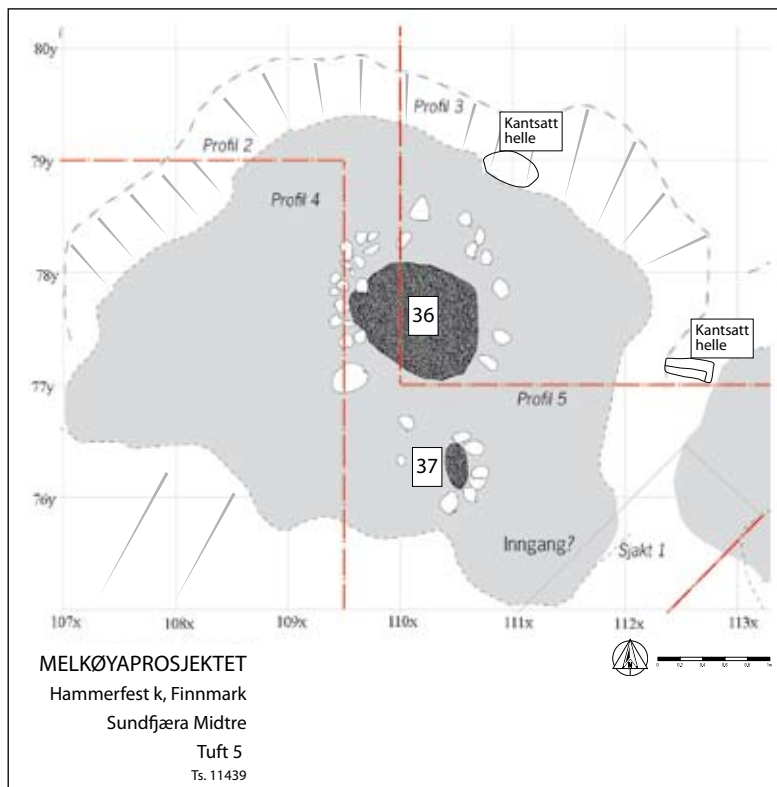 80y
Profil 3
Kantsatt
helle
Profil 2
79y
Profil 4
78y
36
Kantsatt
helle
77y
Profil 5
37
76y
Inngang?
Sjakt 1
107x 108x 109x 110x 111x 112x 113x
MELKØYAPROSJEKTET
Hammerfest k, Finnmark
Sundfjæra Midtre
Tuft 5
Ts. 11439